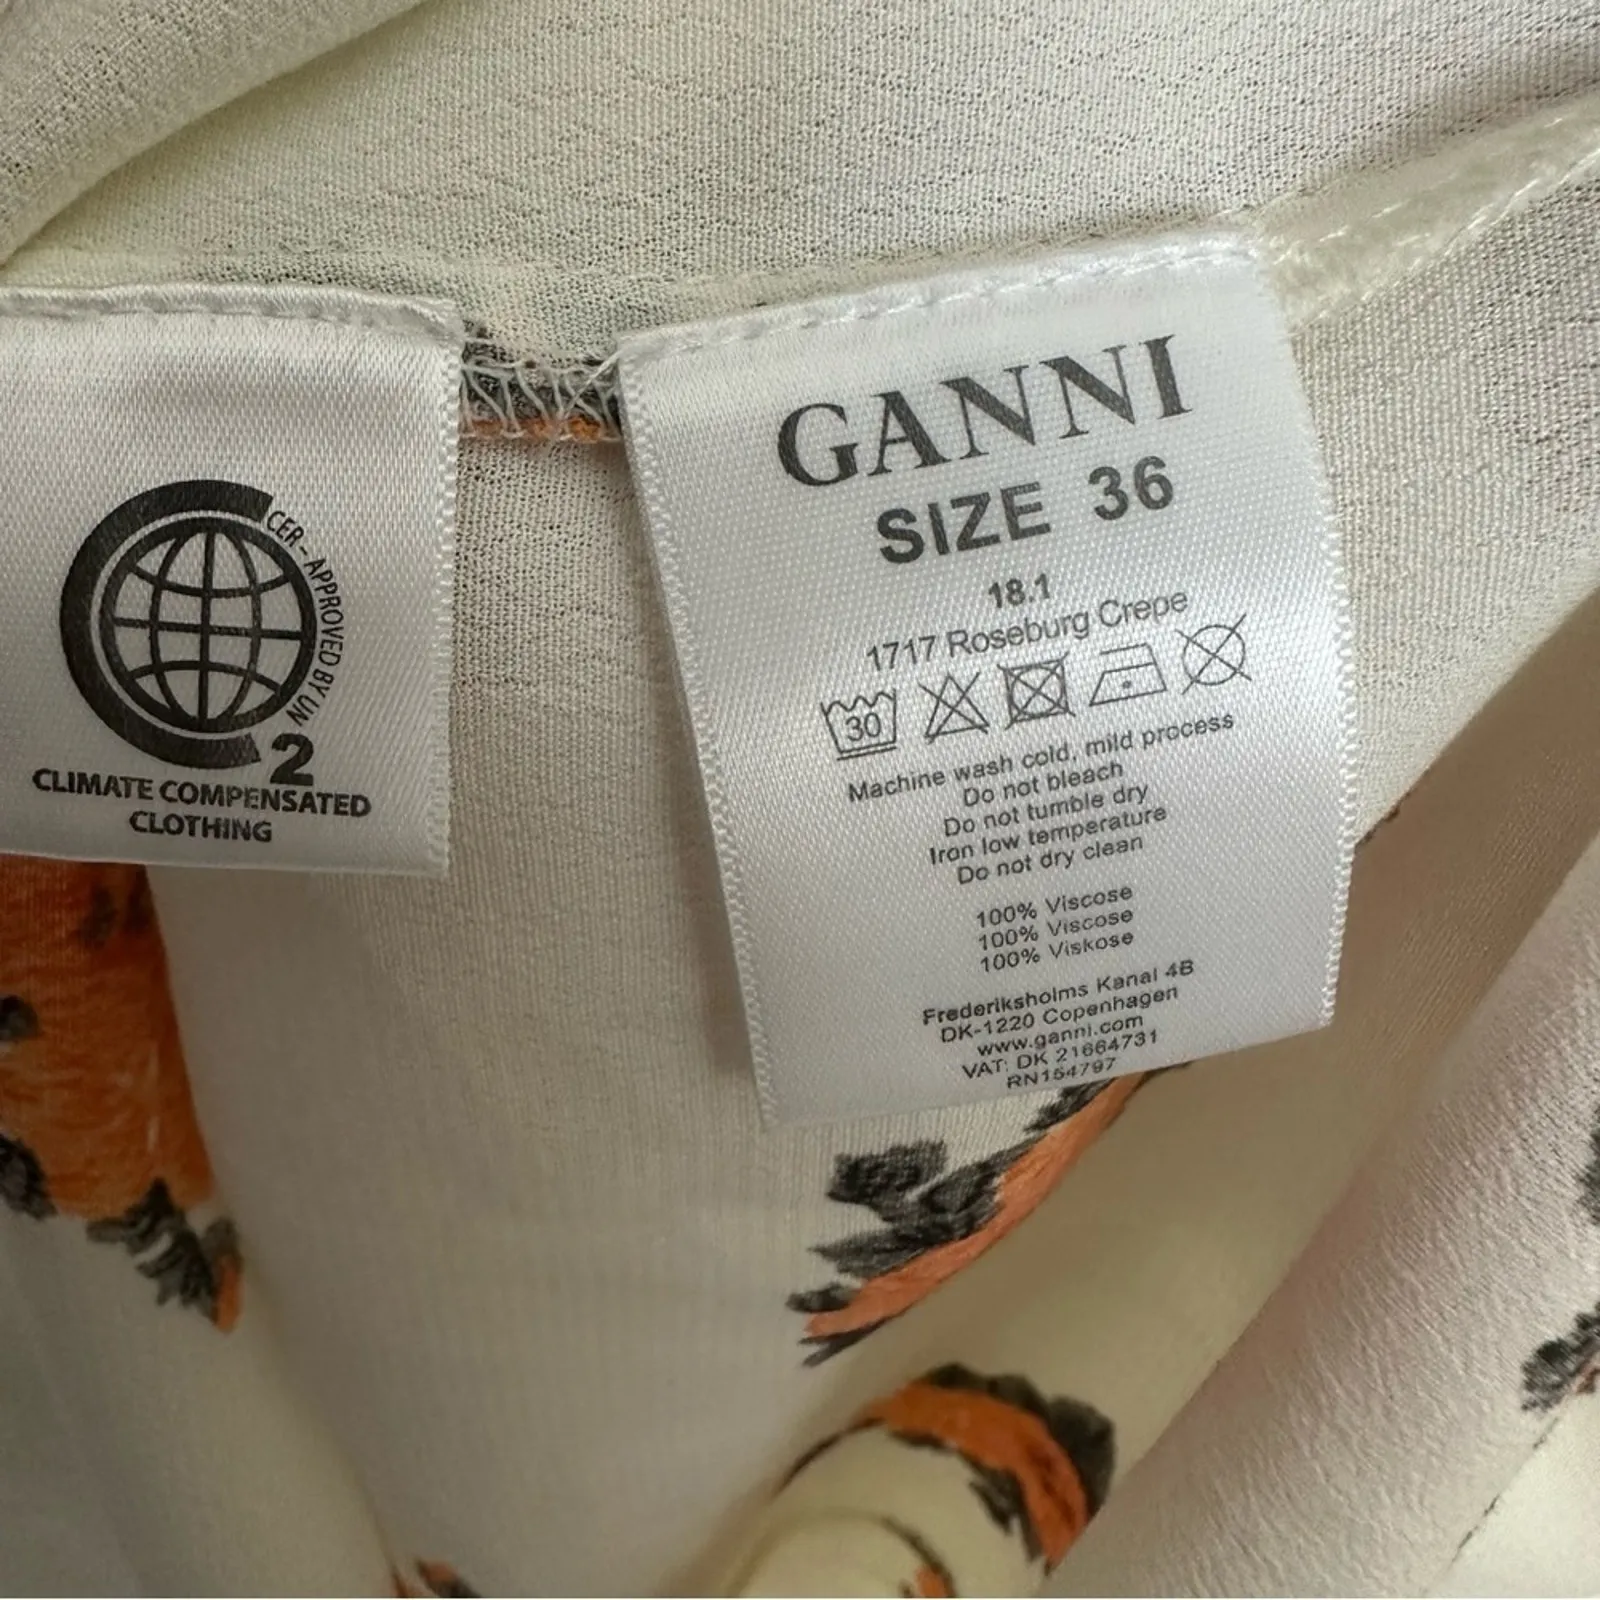 CER-APPROVED BY UN
2
CLIMATE COMPENSATED
CLOTHING
GANNI
SIZE 36
18.1
1717 Roseburg Crepe
30
Machine wash cold, mild process
Do not bleach
Do not tumble dry
Iron low temperature
Do not dry clean
100% Viscose
100% Viscose
100% Viskose
Frederiksholms Kanal 4B
DK-1220 Copenhagen
www.ganni.com
VAT: DK 21664731
RN154797